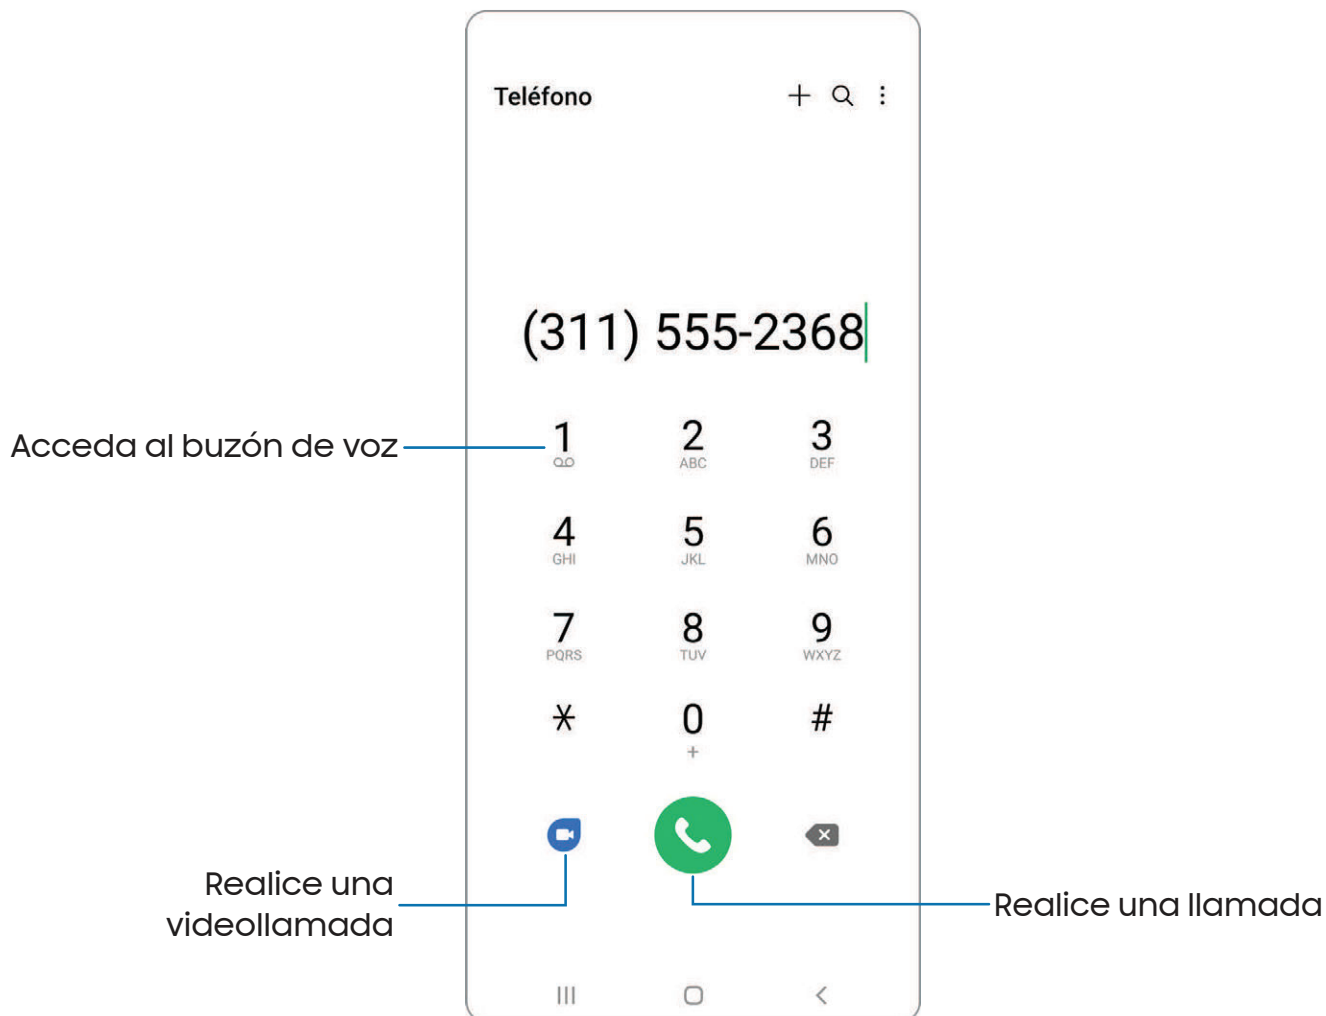 Teléfono
(311) 555-2368
Acceda al buzón de voz
1 2 3
ABC DEF
4 5 6
GHI JKL MNO
7 8 9
PQRS TUV WXYZ
* 0 #
+
Realice una
videollamada
Realice una llamada